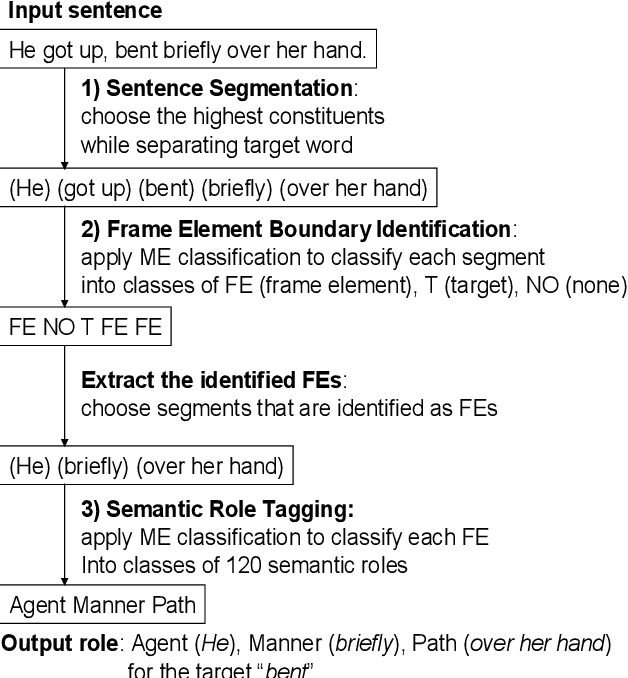 Input sentence
He got up, bent briefly over her hand.
1) Sentence Segmentation:
choose the highest constituents
while separating target word
(He) (got up) (bent) (briefly) (over her hand)
2) Frame Element Boundary Identification:
apply ME classification to classify each segment
into classes of FE (frame element), T (target), NO (none)
FE NO T FE FE
Extract the identified FEs:
choose segments that are identified as FEs
(He) (briefly) (over her hand)
3) Semantic Role Tagging:
apply ME classification to classify each FE
Into classes of 120 semantic roles
Agent Manner Path
Output role: Agent (He), Manner (briefly), Path (over her hand)
for the target “bent”